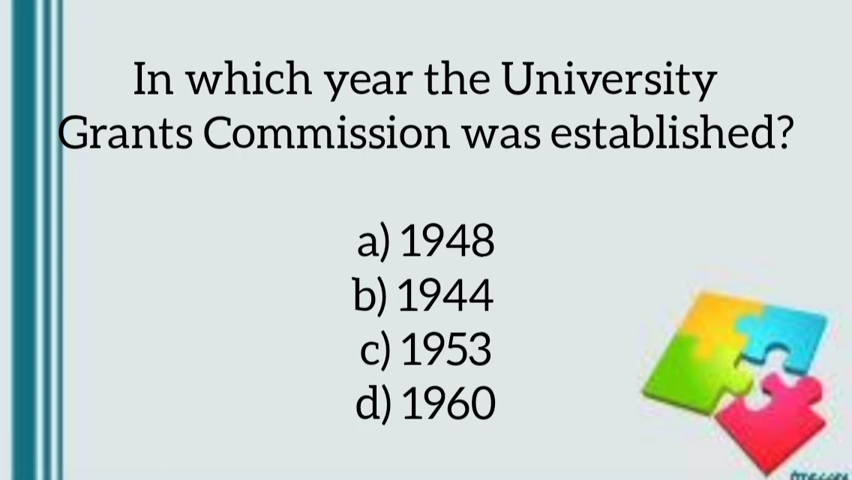 In which year the University
Grants Commission was established?
a) 1948
b) 1944
c) 1953
d) 1960